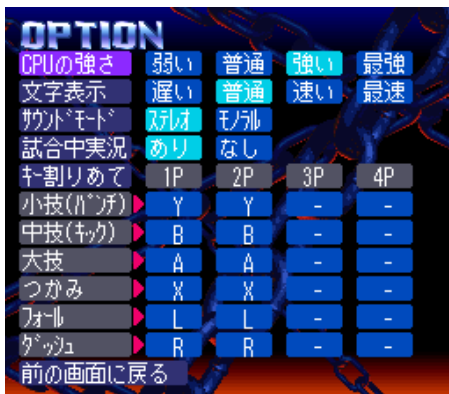 OPTION
CPUの強さ 弱い 普通 強い 最強
文字表示 遅い 普通 速い 最速
ｻｳﾝﾄﾞﾓｰﾄﾞ ｽﾃﾚｵ ﾓﾉﾗﾙ
試合中実況 あり なし
ｷｰ割りあて 1P 2P 3P 4P
小技(ﾊﾟﾝﾁ) Y Y - -
中技(ｷｯｸ) B B - -
大技 A A - -
つかみ X X - -
ﾌｫｰﾙ L L - -
ﾀﾞｯｼｭ R R - -
前の画面に戻る